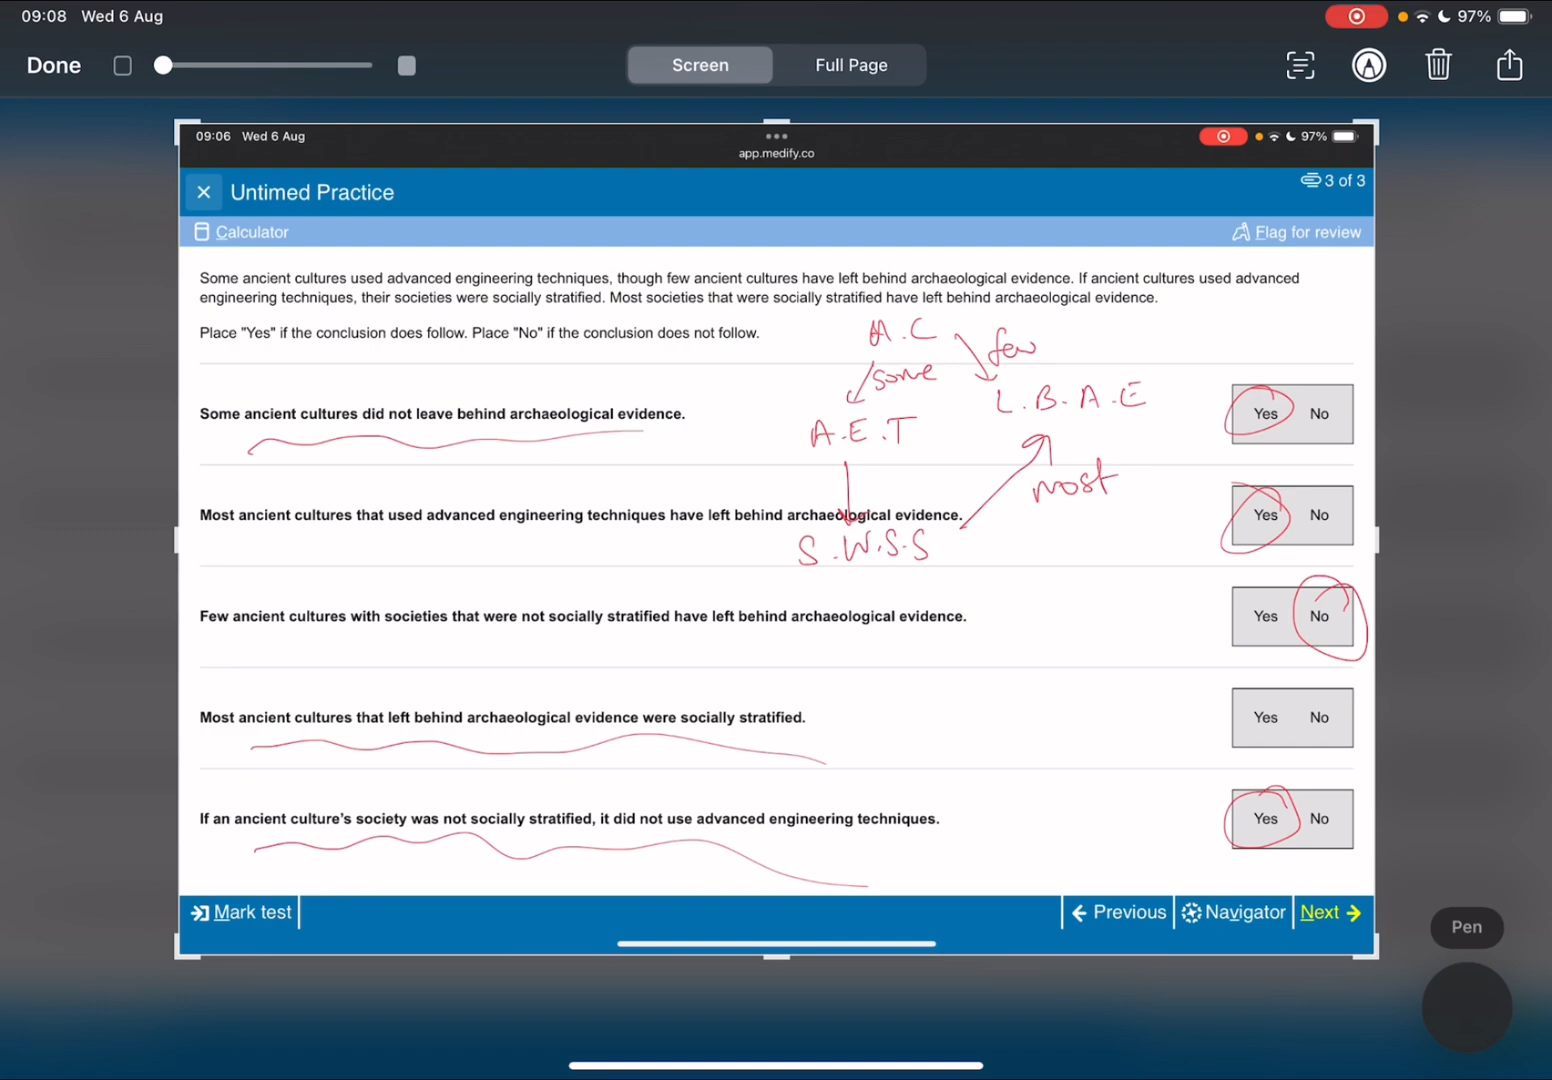 09:08 Wed 6 Aug
97%
Done
Screen
Full Page
09:06 Wed 6 Aug
app.medify.co
97%
Untimed Practice
3 of 3
Calculator
Flag for review
Some ancient cultures used advanced engineering techniques, though few ancient cultures have left behind archaeological evidence. If ancient cultures used advanced
engineering techniques, their societies were socially stratified. Most societies that were socially stratified have left behind archaeological evidence.
Place "Yes" if the conclusion does follow. Place "No" if the conclusion does not follow.
A.C
few
some
L.B.A.E
A.E.T
most
S.W.S.S
Some ancient cultures did not leave behind archaeological evidence.
Yes No
Most ancient cultures that used advanced engineering techniques have left behind archaeological evidence.
Yes No
Few ancient cultures with societies that were not socially stratified have left behind archaeological evidence.
Yes No
Most ancient cultures that left behind archaeological evidence were socially stratified.
Yes No
If an ancient culture's society was not socially stratified, it did not use advanced engineering techniques.
Yes No
Mark test
Previous
Navigator
Next
Pen